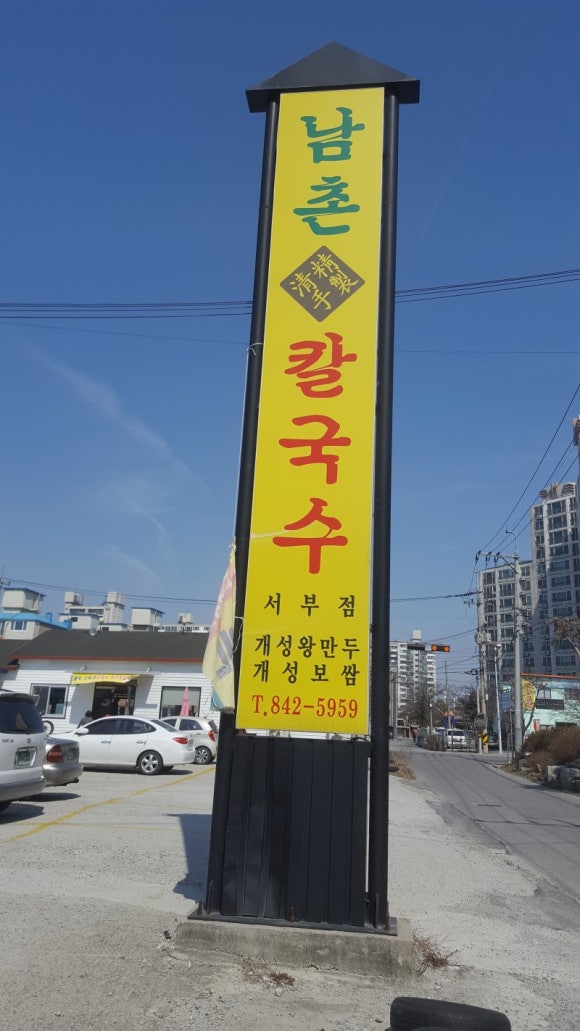 남촌
清精
手製
칼국수
서부점
개성왕만두
개성보쌈
T.842-5959